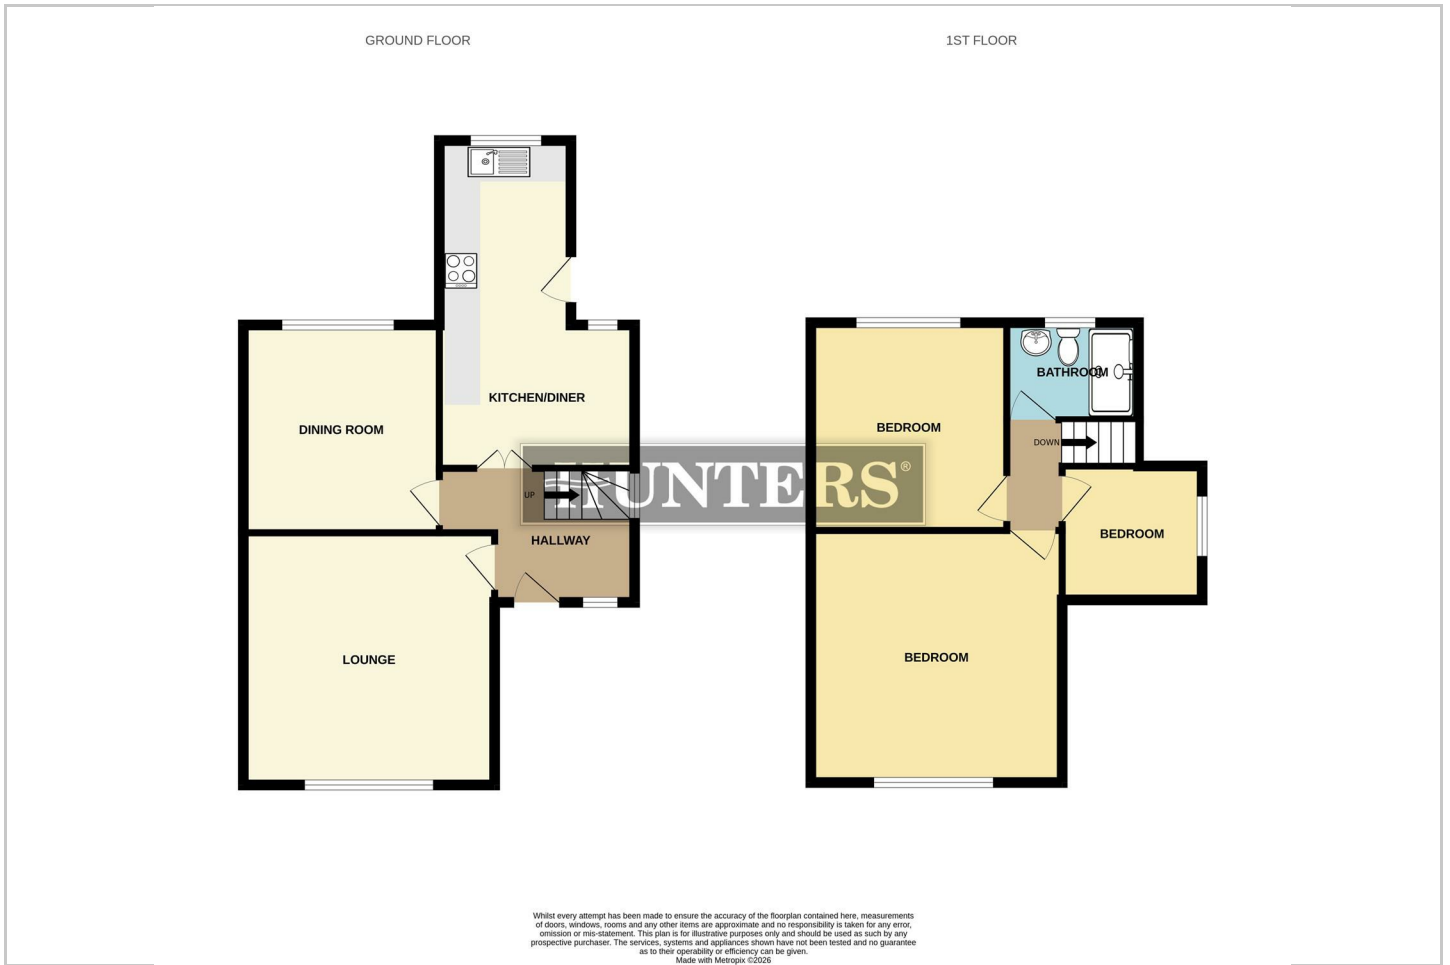 GROUND FLOOR
1ST FLOOR
KITCHEN/DINER
DINING ROOM
UP
HALLWAY
LOUNGE
BATHROOM
BEDROOM
DOWN
BEDROOM
BEDROOM
HUNTERS®
Whilst every attempt has been made to ensure the accuracy of the floorplan contained here, measurements
of doors, windows, rooms and any other items are approximate and no responsibility is taken for any error,
omission or mis-statement. This plan is for illustrative purposes only and should be used as such by any
prospective purchaser. The services, systems and appliances shown have not been tested and no guarantee
as to their operability or efficiency can be given.
Made with Metropix ©2026